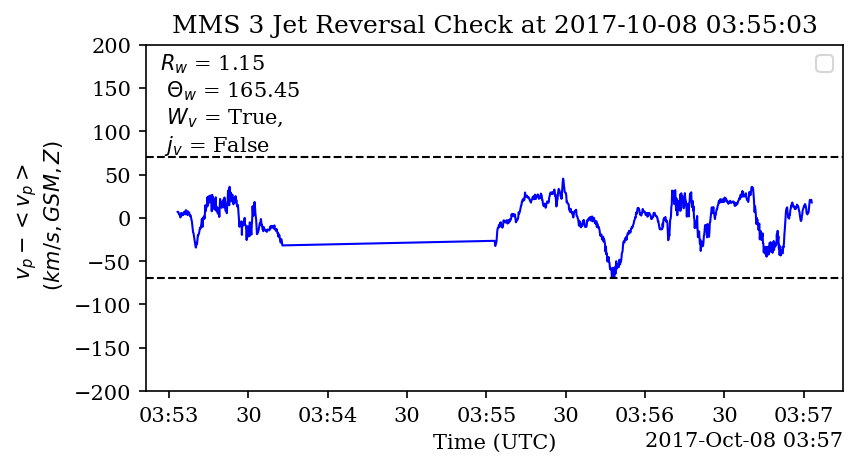 MMS 3 Jet Reversal Check at 2017-10-08 03:55:03
R_w = 1.15
Θ_w = 165.45
W_v = True,
j_v = False
v_p − < v_p >
(km/s, GSM, Z)
200
150
100
50
0
−50
−100
−150
−200
03:53 30 03:54 30 03:55 30 03:56 30 03:57
Time (UTC)
2017-Oct-08 03:57